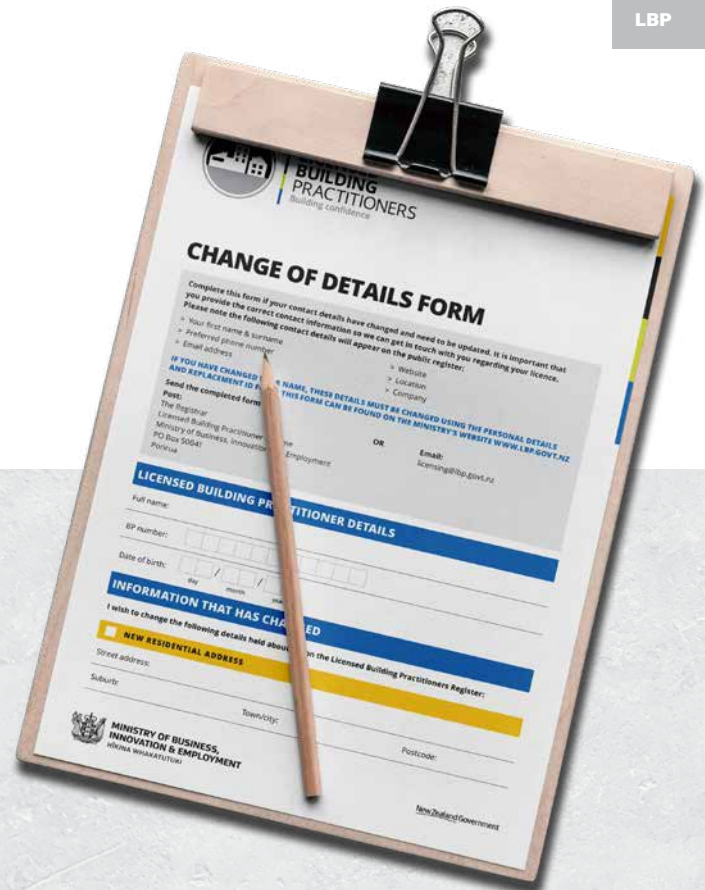 LBP
BUILDING
PRACTITIONERS
Building confidence
CHANGE OF DETAILS FORM
Complete this form if your contact details have changed and need to be updated. It is important that
you provide the correct contact information so we can get in touch with you regarding your licence.
Please note the following contact details will appear on the public register:
> Your first name & surname
> Preferred phone number
> Email address
> Website
> Location
> Company
IF YOU HAVE CHANGED NAME, THESE DETAILS MUST BE CHANGED USING THE PERSONAL DETAILS
AND REPLACEMENT ID THIS FORM CAN BE FOUND ON THE MINISTRY'S WEBSITE WWW.LBP.GOVT.NZ
Send the completed form
Post:
The Registrar
Licensed Building Practitioner
Ministry of Business, Employment
PO Box 50041
Porirua
OR
Email:
licensing@lbp.govt.nz
LICENSED BUILDING PR TITIONER DETAILS
Full name:
BP number:
Date of birth:
/ /
day month
INFORMATION THAT HAS CHA ED
I wish to change the following details held abou on the Licensed Building Practitioners Register:
NEW RESIDENTIAL ADDRESS
Street address:
Suburb:
Town/city:
Postcode:
MINISTRY OF BUSINESS,
INNOVATION & EMPLOYMENT
HĪKINA WHAKATUTUKI
New Zealand Government